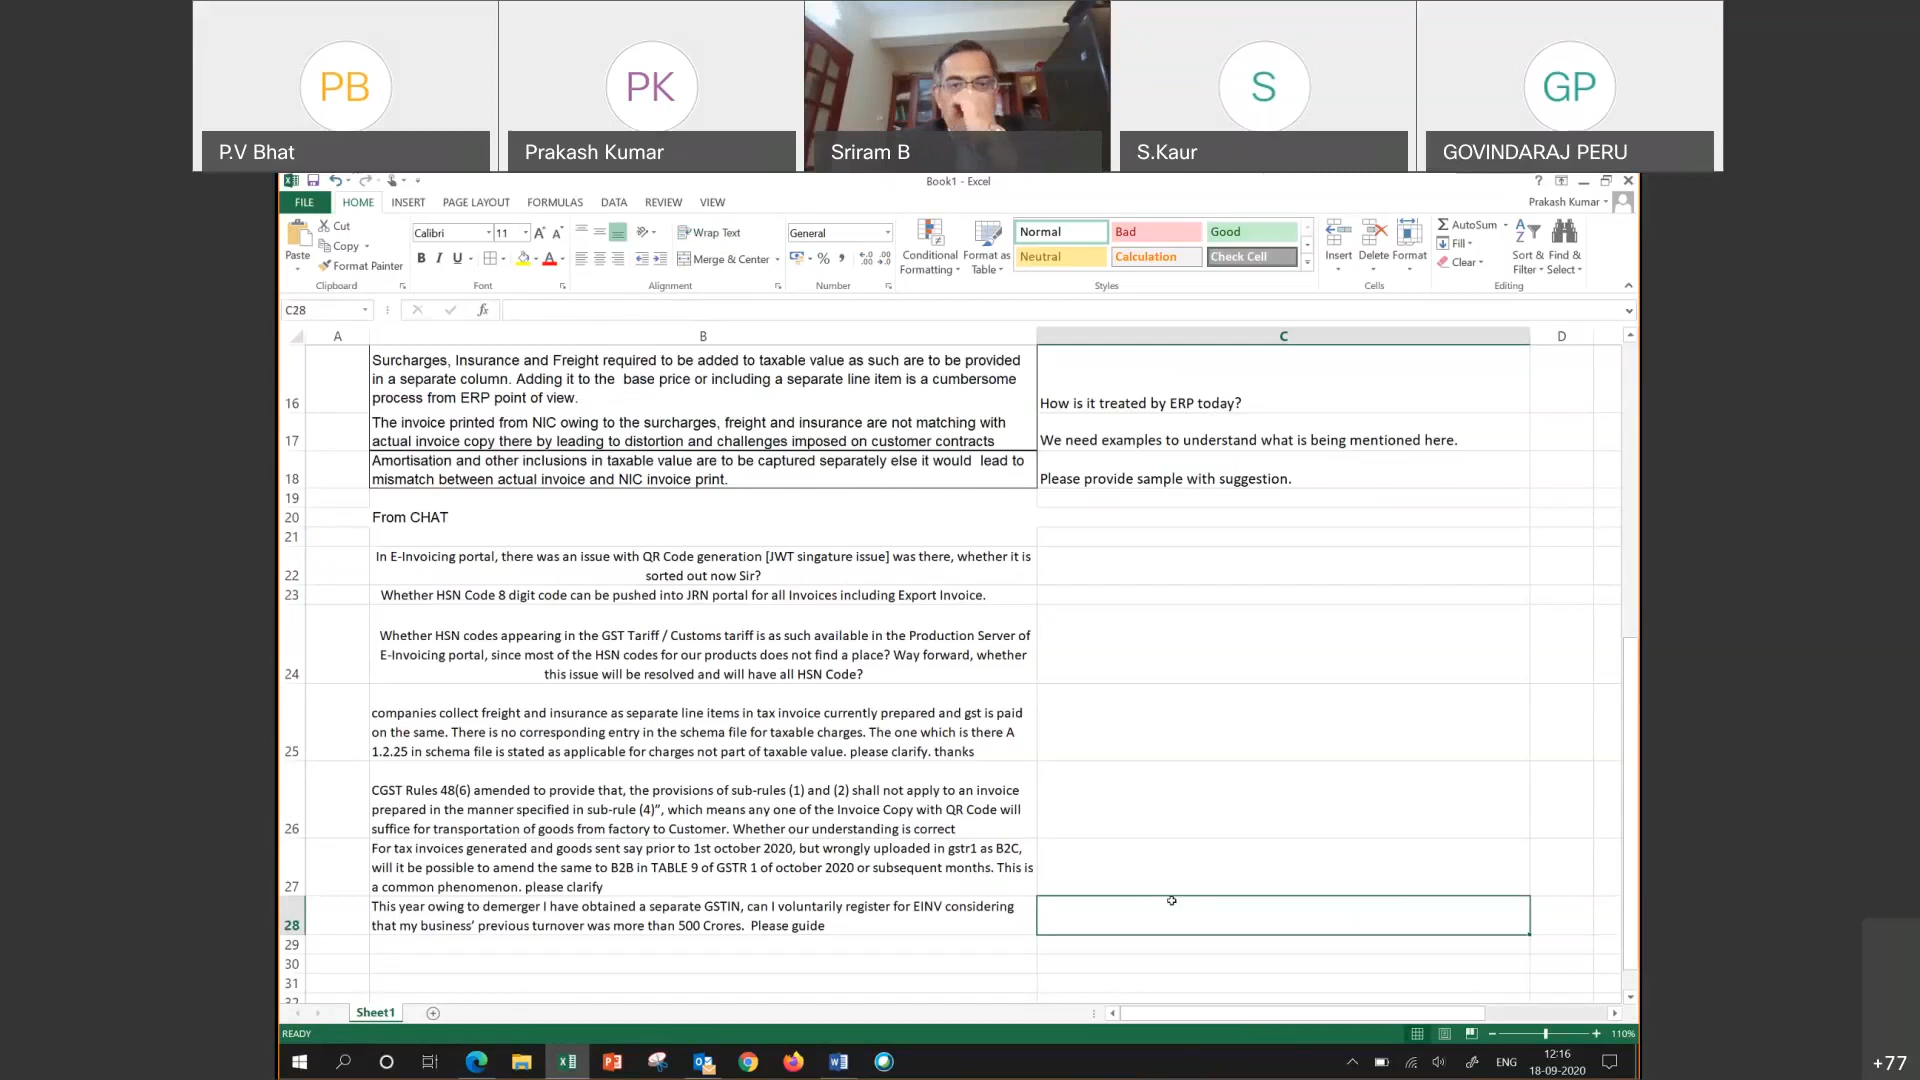 PB
PK
S
GP
P.V Bhat
Prakash Kumar
Sriram B
S.Kaur
GOVINDARAJ PERU
Book1 - Excel
FILE HOME INSERT PAGE LAYOUT FORMULAS DATA REVIEW VIEW
Prakash Kumar
Paste
Cut
Copy
Format Painter
Clipboard
Calibri 11
B I U
Font
Wrap Text
Merge & Center
Alignment
General
%
Number
Conditional Formatting
Format as Table
Normal Bad Good
Neutral Calculation Check Cell
Styles
Insert Delete Format
Cells
AutoSum
Fill
Clear
Sort & Filter
Find & Select
Editing
C28
fx
A B C D
Surcharges, Insurance and Freight required to be added to taxable value as such are to be provided
in a separate column. Adding it to the base price or including a separate line item is a cumbersome
process from ERP point of view.
16
How is it treated by ERP today?
The invoice printed from NIC owing to the surcharges, freight and insurance are not matching with
actual invoice copy there by leading to distortion and challenges imposed on customer contracts
17
We need examples to understand what is being mentioned here.
Amortisation and other inclusions in taxable value are to be captured separately else it would lead to
mismatch between actual invoice and NIC invoice print.
18
Please provide sample with suggestion.
19
20 From CHAT
21
In E-Invoicing portal, there was an issue with QR Code generation [JWT singature issue] was there, whether it is
22 sorted out now Sir?
23 Whether HSN Code 8 digit code can be pushed into JRN portal for all Invoices including Export Invoice.
Whether HSN codes appearing in the GST Tariff / Customs tariff is as such available in the Production Server of
E-Invoicing portal, since most of the HSN codes for our products does not find a place? Way forward, whether
24 this issue will be resolved and will have all HSN Code?
companies collect freight and insurance as separate line items in tax invoice currently prepared and gst is paid
on the same. There is no corresponding entry in the schema file for taxable charges. The one which is there A
25 1.2.25 in schema file is stated as applicable for charges not part of taxable value. please clarify. thanks
CGST Rules 48(6) amended to provide that, the provisions of sub-rules (1) and (2) shall not apply to an invoice
prepared in the manner specified in sub-rule (4)”, which means any one of the Invoice Copy with QR Code will
26 suffice for transportation of goods from factory to Customer. Whether our understanding is correct
For tax invoices generated and goods sent say prior to 1st october 2020, but wrongly uploaded in gstr1 as B2C,
will it be possible to amend the same to B2B in TABLE 9 of GSTR 1 of october 2020 or subsequent months. This is
27 a common phenomenon. please clarify
This year owing to demerger I have obtained a separate GSTIN, can I voluntarily register for EINV considering
28 that my business’ previous turnover was more than 500 Crores. Please guide
29
30
31
32
Sheet1
READY
110%
ENG
12:16
18-09-2020
+77